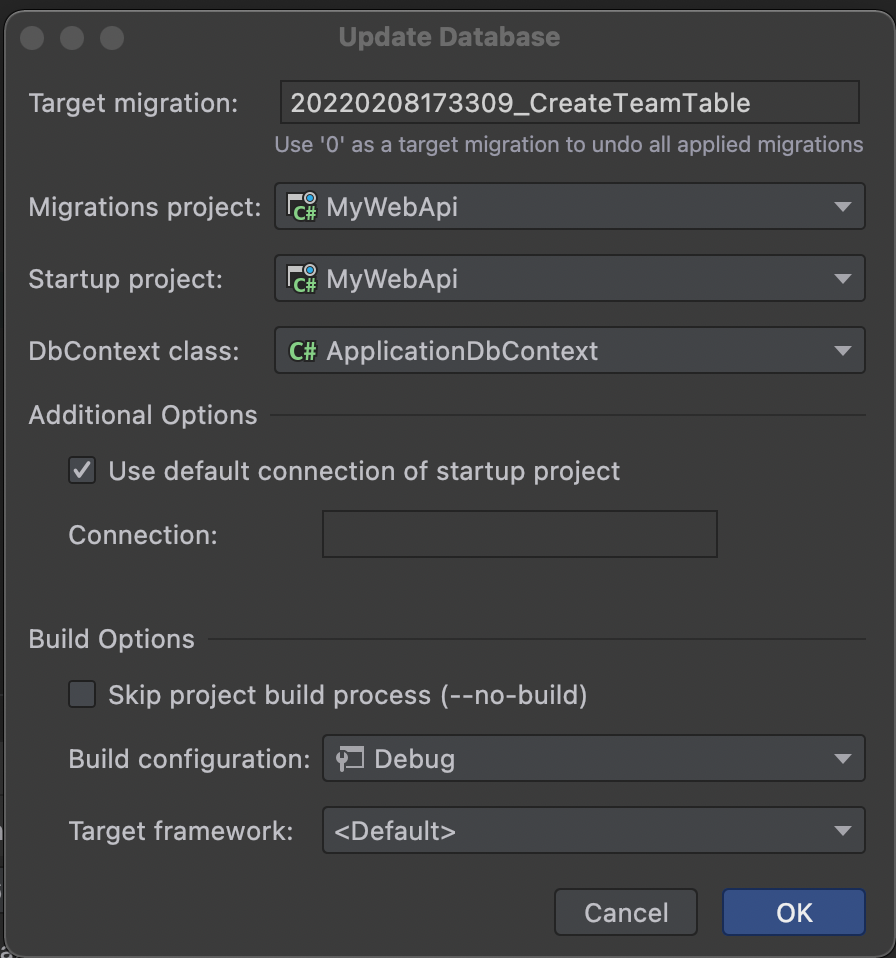 Update Database
Target migration: 20220208173309_CreateTeamTable
Use '0' as a target migration to undo all applied migrations
Migrations project: C# MyWebApi
Startup project: C# MyWebApi
DbContext class: C# ApplicationDbContext
Additional Options
Use default connection of startup project
Connection:
Build Options
Skip project build process (--no-build)
Build configuration: Debug
Target framework: <Default>
Cancel OK